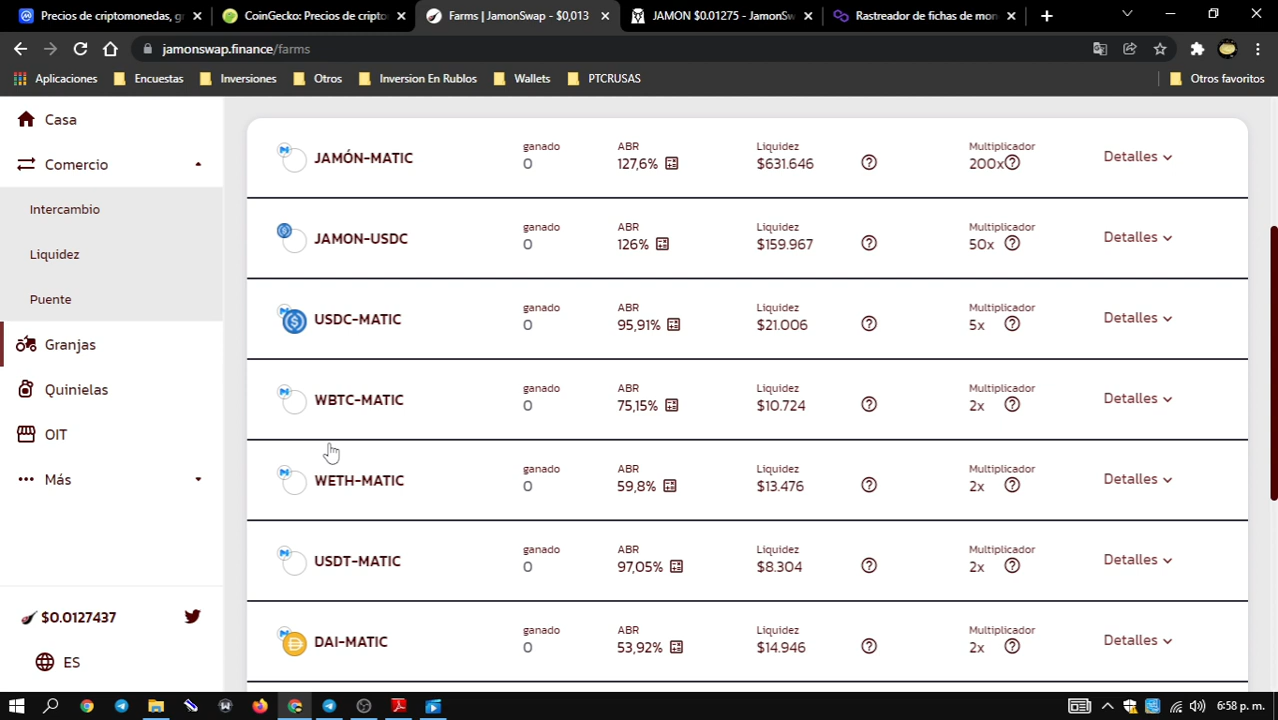 Precios de criptomonedas, g
CoinGecko: Precios de cripto
Farms | JamonSwap - $0,013
JAMON $0.01275 - JamonSw
Rastreador de fichas de mon
jamonswap.finance/farms
Aplicaciones
Encuestas
Inversiones
Otros
Inversion En Rublos
Wallets
PTCRUSAS
Otros favoritos
Casa
Comercio
Intercambio
Liquidez
Puente
Granjas
Quinielas
OIT
Más
$0.0127437
ES
JAMÓN-MATIC
ganado
0
ABR
127,6%
Liquidez
$631.646
Multiplicador
200x
Detalles
JAMON-USDC
ganado
0
ABR
126%
Liquidez
$159.967
Multiplicador
50x
Detalles
USDC-MATIC
ganado
0
ABR
95,91%
Liquidez
$21.006
Multiplicador
5x
Detalles
WBTC-MATIC
ganado
0
ABR
75,15%
Liquidez
$10.724
Multiplicador
2x
Detalles
WETH-MATIC
ganado
0
ABR
59,8%
Liquidez
$13.476
Multiplicador
2x
Detalles
USDT-MATIC
ganado
0
ABR
97,05%
Liquidez
$8.304
Multiplicador
2x
Detalles
DAI-MATIC
ganado
0
ABR
53,92%
Liquidez
$14.946
Multiplicador
2x
Detalles
6:58 p. m.